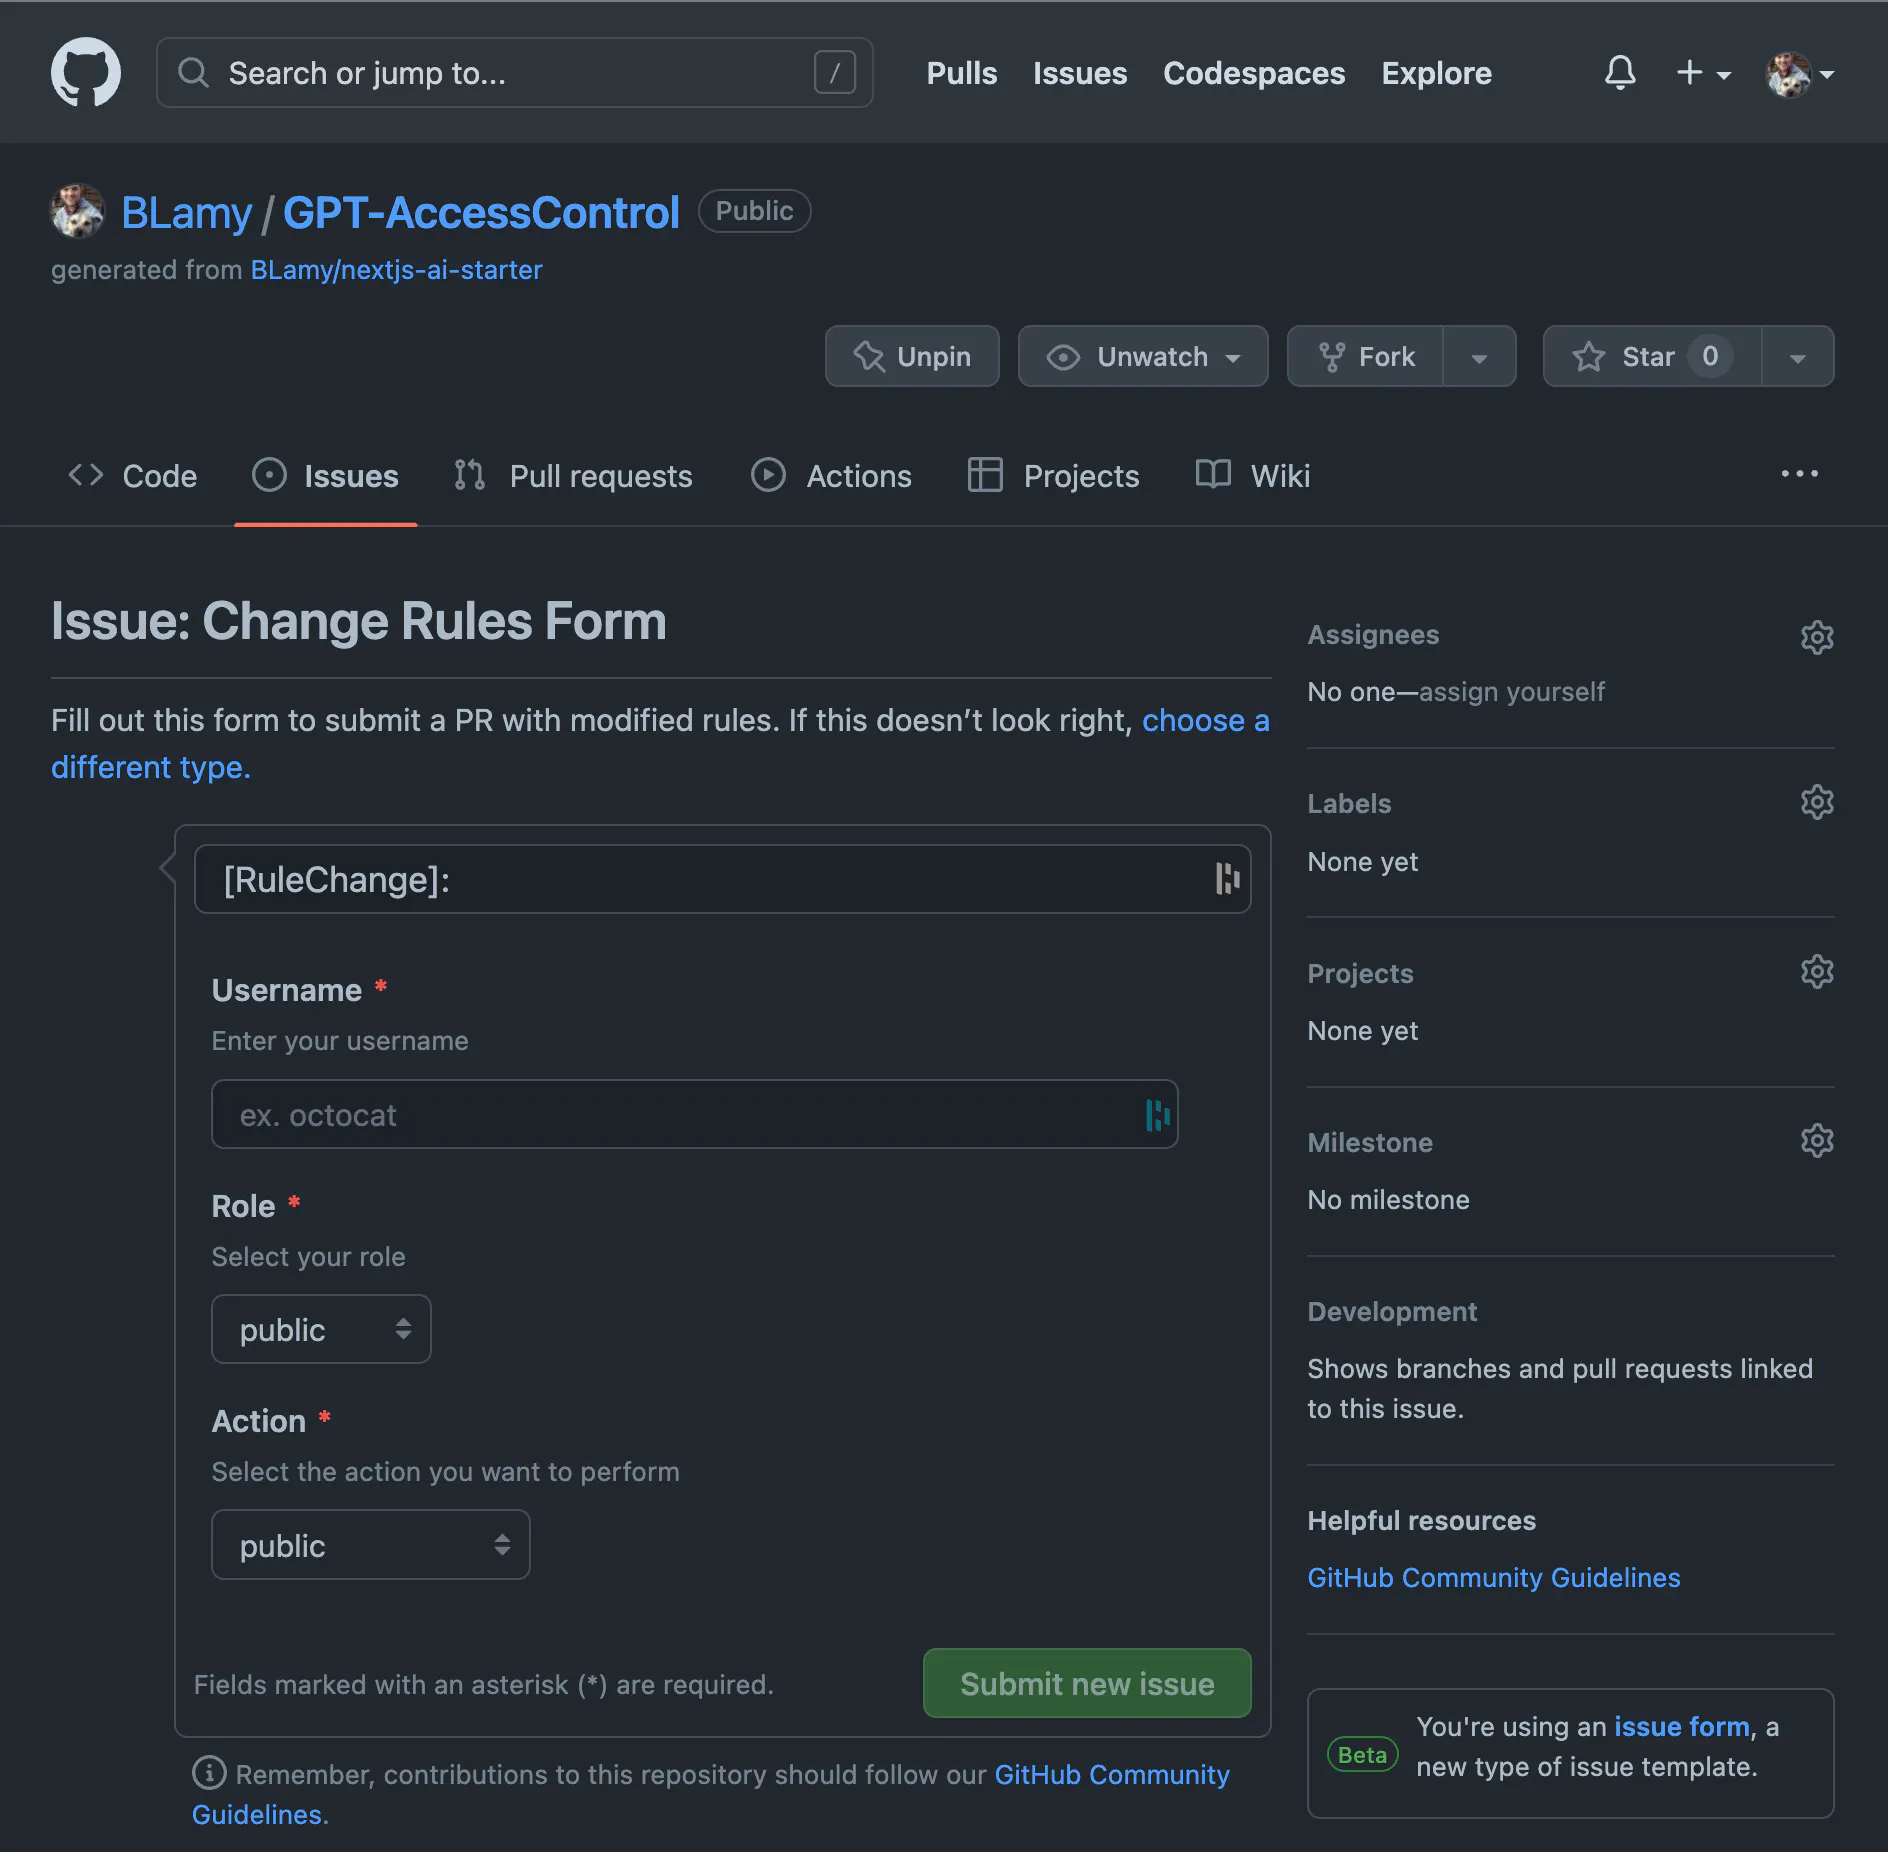 Search or jump to... /
Pulls Issues Codespaces Explore
BLamy / GPT-AccessControl Public
generated from BLamy/nextjs-ai-starter
Unpin Unwatch Fork Star 0
Code Issues Pull requests Actions Projects Wiki
Issue: Change Rules Form
Fill out this form to submit a PR with modified rules. If this doesn’t look right, choose a
different type.
[RuleChange]:
Username *
Enter your username
ex. octocat
Role *
Select your role
public
Action *
Select the action you want to perform
public
Fields marked with an asterisk (*) are required.
Submit new issue
Remember, contributions to this repository should follow our GitHub Community
Guidelines.
Assignees
No one—assign yourself
Labels
None yet
Projects
None yet
Milestone
No milestone
Development
Shows branches and pull requests linked
to this issue.
Helpful resources
GitHub Community Guidelines
Beta
You're using an issue form, a
new type of issue template.